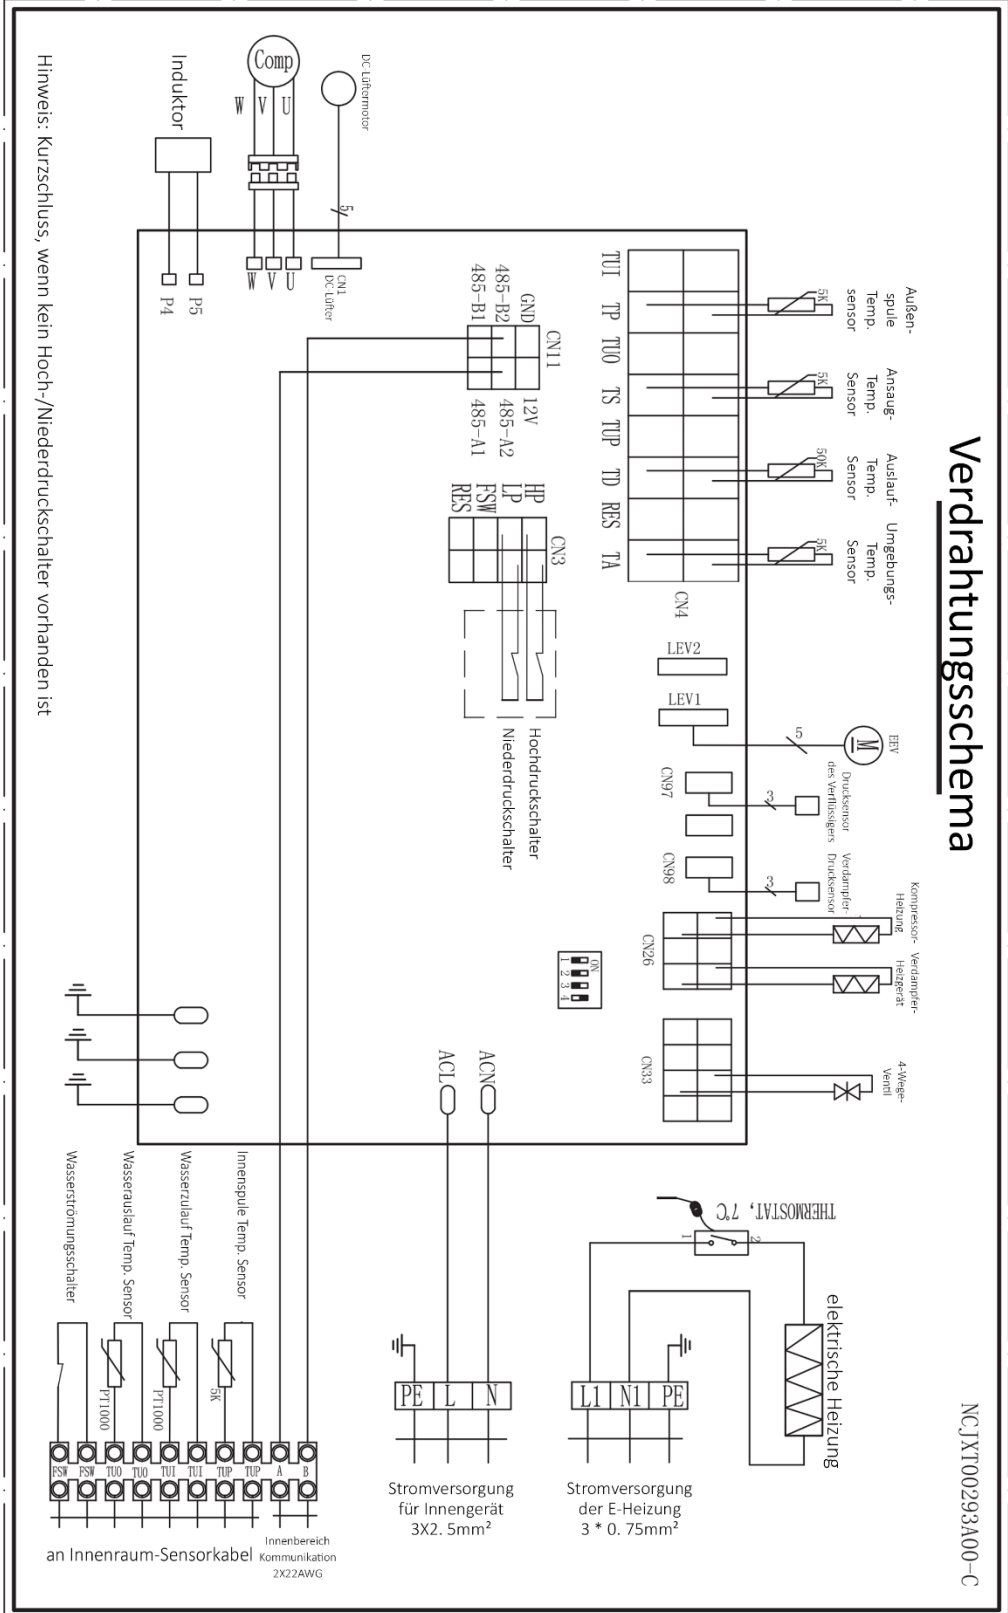 Verdrahtungsschema
NCJXT00293A00-C
Hinweis: Kurzschluss, wenn kein Hoch-/Niederdruckschalter vorhanden ist
Induktor
P5
P4
Comp
U
V
W
U
V
W
DC-Lüftermotor
5
CN1
DC-Lüfter
Außen-
spule
Temp.
sensor
5K
Ansaug-
Temp.
Sensor
5K
Auslauf-
Temp.
Sensor
50K
Umgebungs-
Temp.
Sensor
5K
TUI
TP
TUO
TS
TUP
TD
RES
TA
CN4
CN11
GND
485-B2
485-B1
12V
485-A2
485-A1
CN3
HP
LP
FSW
RES
Hochdruckschalter
Niederdruckschalter
LEV2
LEV1
EEV
M
5
CN97
3
Drucksensor
des Verflüssigers
CN98
3
Verdampfer-
Drucksensor
Kompressor-
Heizung
Verdampfer-
Heizgerät
CN26
ON
1
2
3
4
4-Wege-
Ventil
CN33
ACN
ACL
THERMOSTAT, 7℃
1
2
elektrische Heizung
L1
N1
PE
Stromversorgung
der E-Heizung
3 * 0. 75mm²
PE
L
N
Stromversorgung
für Innengerät
3X2. 5mm²
Innenspule Temp. Sensor
Wasserzulauf Temp. Sensor
Wasserauslauf Temp. Sensor
Wasserströmungsschalter
5K
PT1000
PT1000
FSW
FSW
TUO
TUO
TUI
TUI
TUP
TUP
A
B
an Innenraum-Sensorkabel
Innenbereich
Kommunikation
2X22AWG